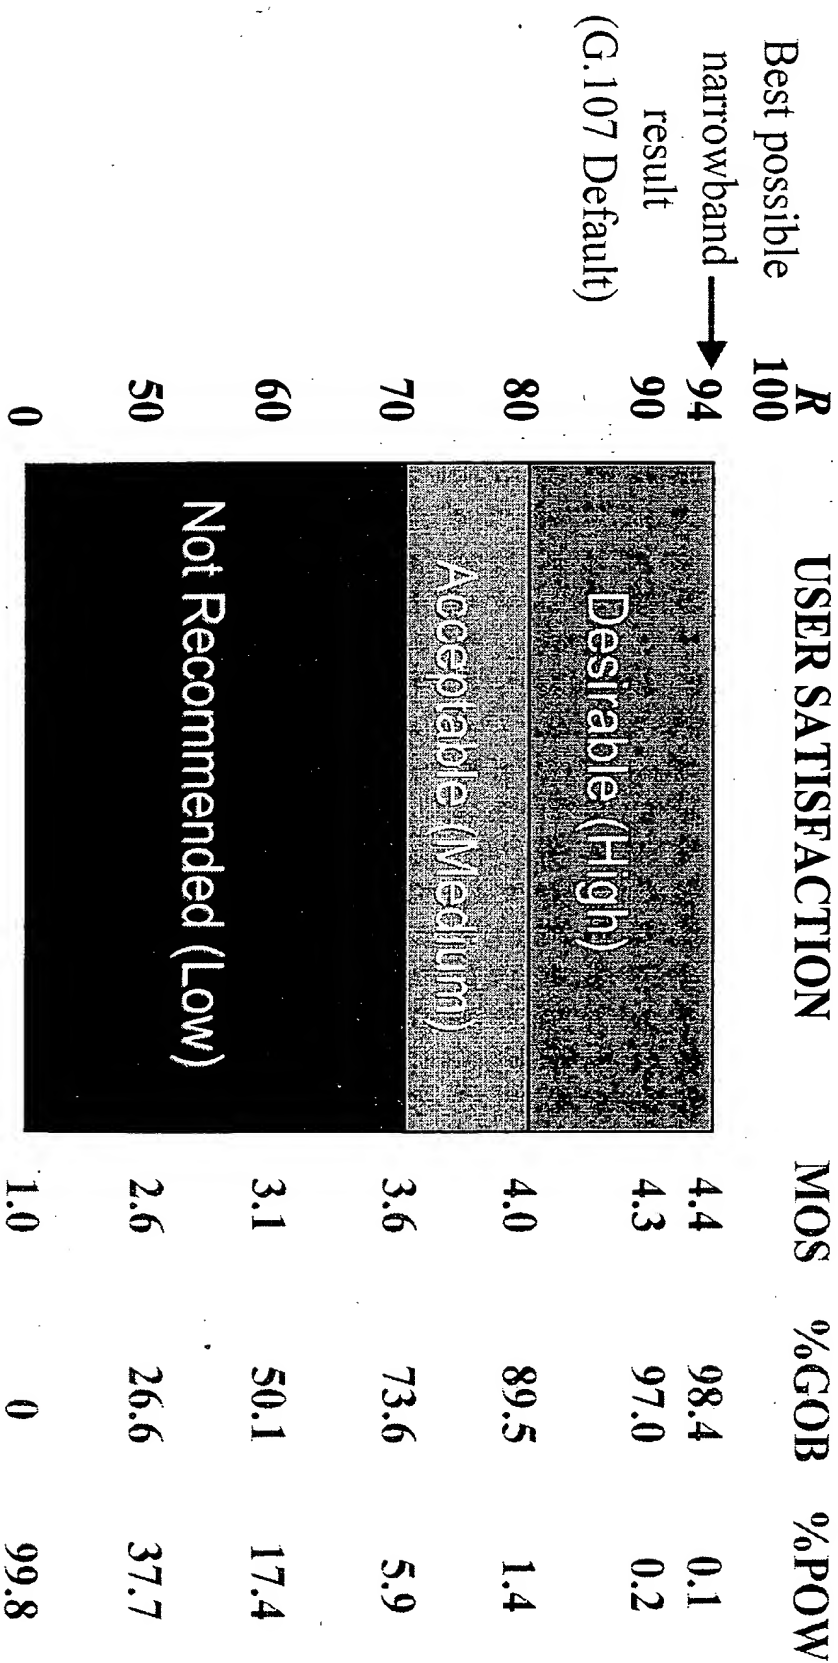 R USER SATISFACTION MOS %GOB %POW
Best possible 100
narrowband 94 4.4 98.4 0.1
result 90 4.3 97.0 0.2
(G.107 Default)
Desirable (High)
80 4.0 89.5 1.4
Acceptable (Medium)
70 3.6 73.6 5.9
60 3.1 50.1 17.4
Not Recommended (Low)
50 2.6 26.6 37.7
0 1.0 0 99.8